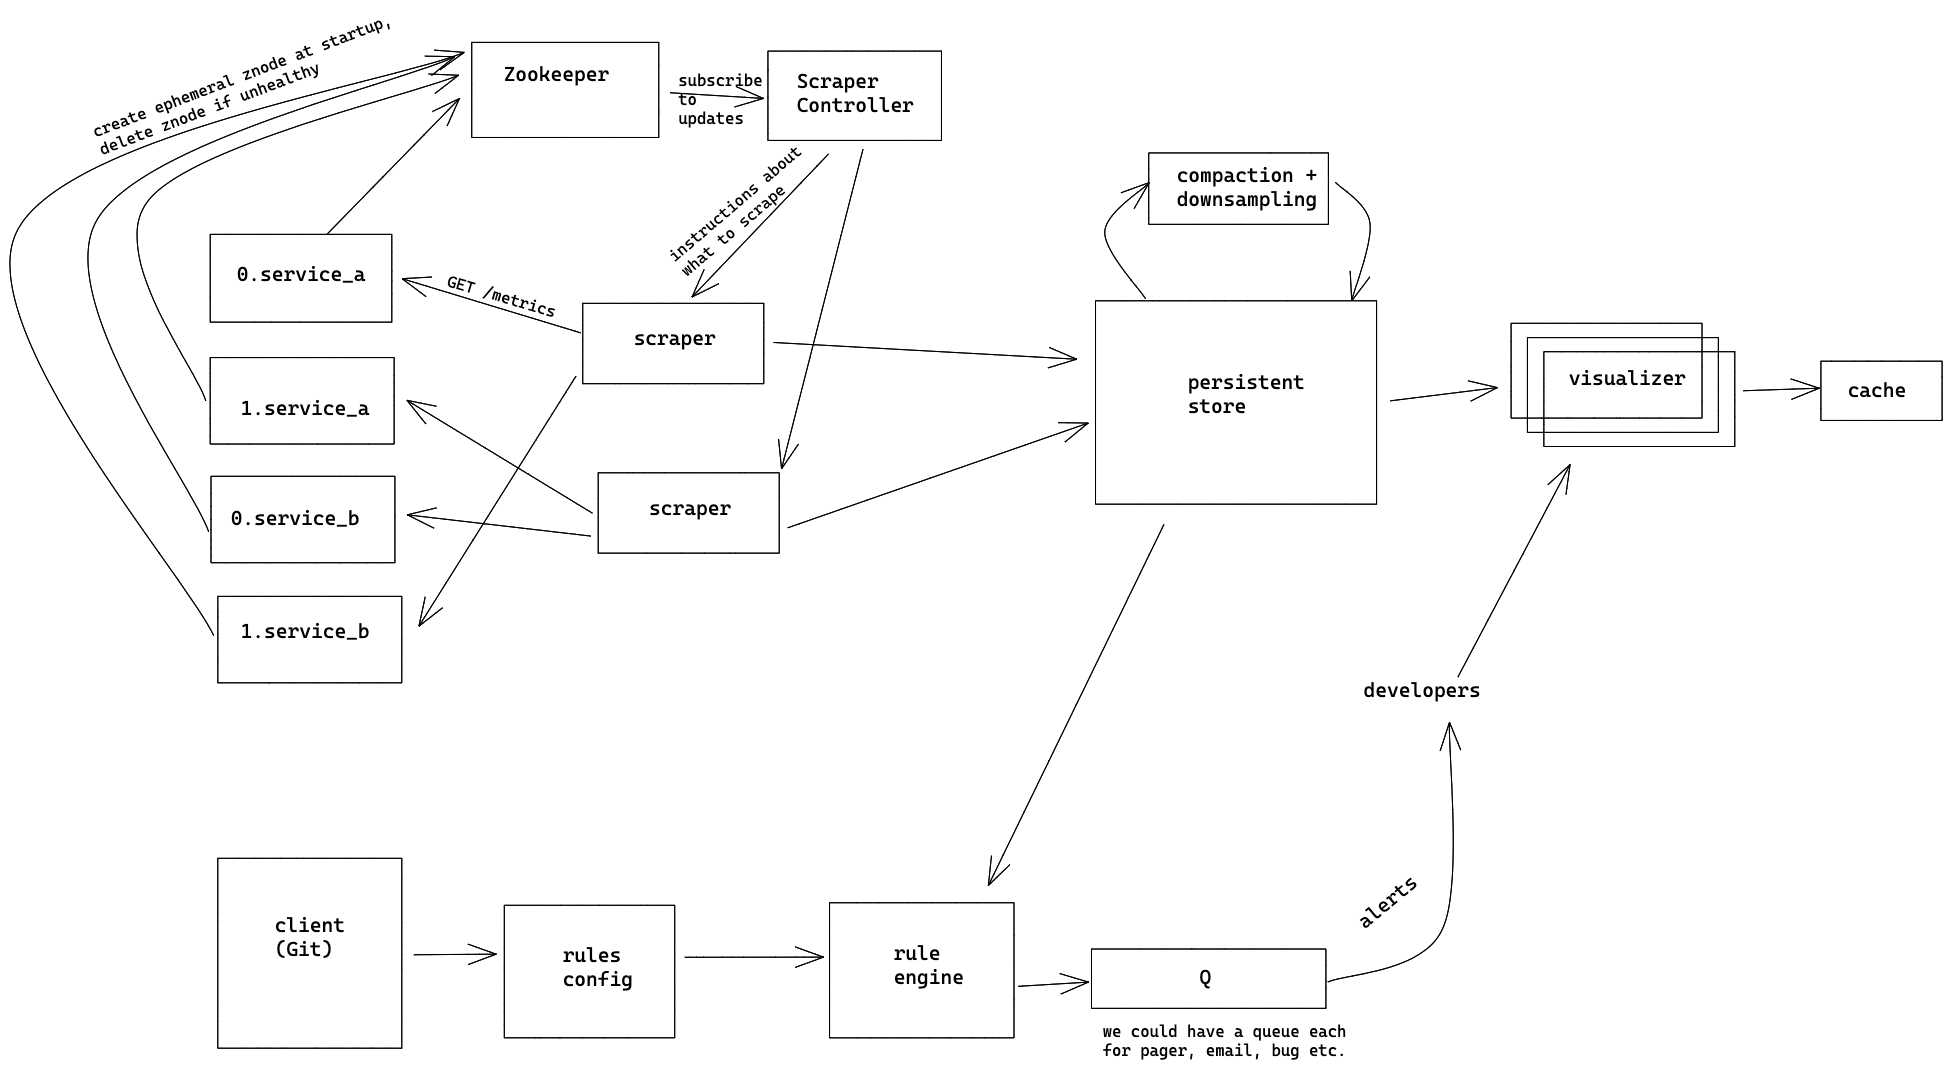 create ephemeral znode at startup,
delete znode if unhealthy
Zookeeper
subscribe
to
updates
Scraper
Controller
instructions about
what to scrape
compaction +
downsampling
0.service_a
GET /metrics
scraper
1.service_a
persistent
store
visualizer
cache
0.service_b
scraper
1.service_b
developers
client
(Git)
rules
config
rule
engine
Q
alerts
we could have a queue each
for pager, email, bug etc.